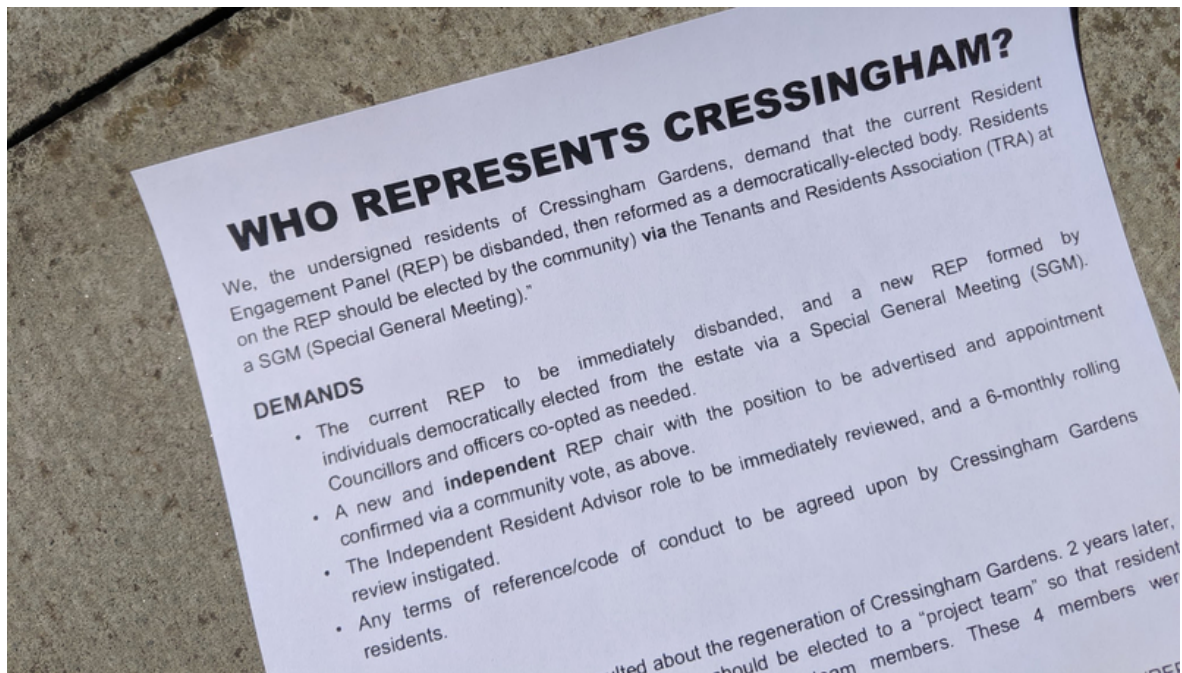 WHO REPRESENTS CRESSINGHAM?
We, the undersigned residents of Cressingham Gardens, demand that the current Resident
Engagement Panel (REP) be disbanded, then reformed as a democratically-elected body. Residents
on the REP should be elected by the community) via the Tenants and Residents Association (TRA) at
a SGM (Special General Meeting)."
DEMANDS
• The current REP to be immediately disbanded, and a new REP formed by
individuals democratically elected from the estate via a Special General Meeting (SGM).
Councillors and officers co-opted as needed.
• A new and independent REP chair with the position to be advertised and appointment
confirmed via a community vote, as above.
• The Independent Resident Advisor role to be immediately reviewed, and a 6-monthly rolling
review instigated.
• Any terms of reference/code of conduct to be agreed upon by Cressingham Gardens
residents.
about the regeneration of Cressingham Gardens. 2 years later,
should be elected to a "project team" so that resident
members. These 4 members